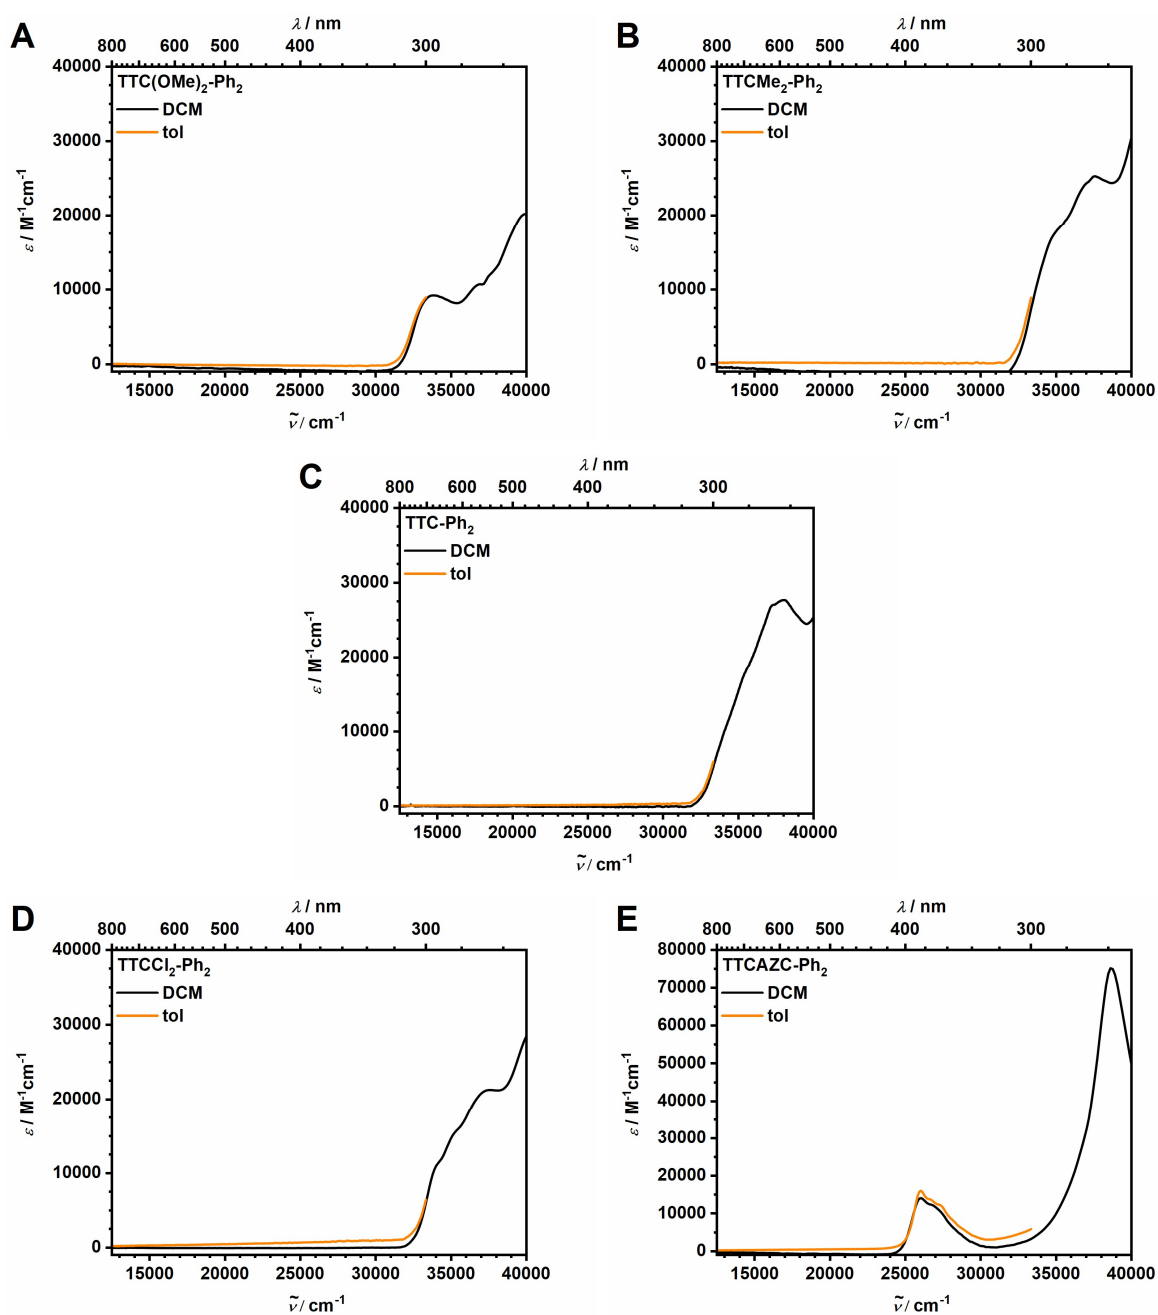 A
λ / nm
800 600 500 400 300
40000
TTC(OMe)₂-Ph₂
DCM
tol
30000
20000
10000
0
ε / M⁻¹cm⁻¹
15000 20000 25000 30000 35000 40000
ν̃ / cm⁻¹
B
λ / nm
800 600 500 400 300
40000
TTCMe₂-Ph₂
DCM
tol
30000
20000
10000
0
ε / M⁻¹cm⁻¹
15000 20000 25000 30000 35000 40000
ν̃ / cm⁻¹
C
λ / nm
800 600 500 400 300
40000
TTC-Ph₂
DCM
tol
30000
20000
10000
0
ε / M⁻¹cm⁻¹
15000 20000 25000 30000 35000 40000
ν̃ / cm⁻¹
D
λ / nm
800 600 500 400 300
40000
TTCCl₂-Ph₂
DCM
tol
30000
20000
10000
0
ε / M⁻¹cm⁻¹
15000 20000 25000 30000 35000 40000
ν̃ / cm⁻¹
E
λ / nm
800 600 500 400 300
80000
TTCAZC-Ph₂
DCM
tol
70000
60000
50000
40000
30000
20000
10000
0
ε / M⁻¹cm⁻¹
15000 20000 25000 30000 35000 40000
ν̃ / cm⁻¹